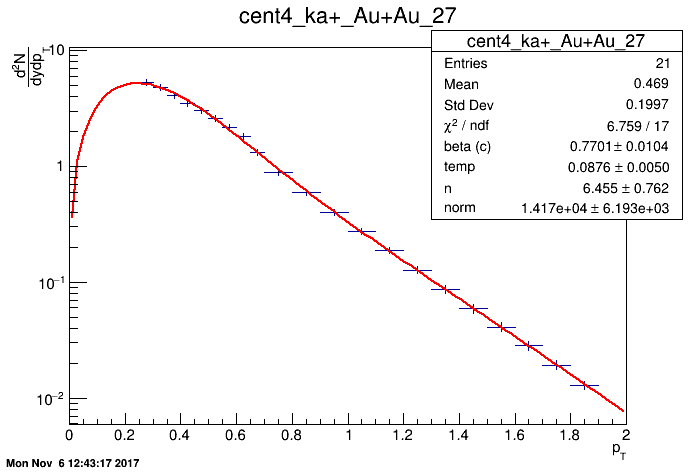 cent4_ka+_Au+Au_27
cent4_ka+_Au+Au_27
Entries 21
Mean 0.469
Std Dev 0.1997
χ² / ndf 6.759 / 17
beta (c) 0.7701 ± 0.0104
temp 0.0876 ± 0.0050
n 6.455 ± 0.762
norm 1.417e+04 ± 6.193e+03
d²N
dydp_T
10
1
10⁻¹
10⁻²
0 0.2 0.4 0.6 0.8 1 1.2 1.4 1.6 1.8 2
p_T
Mon Nov 6 12:43:17 2017